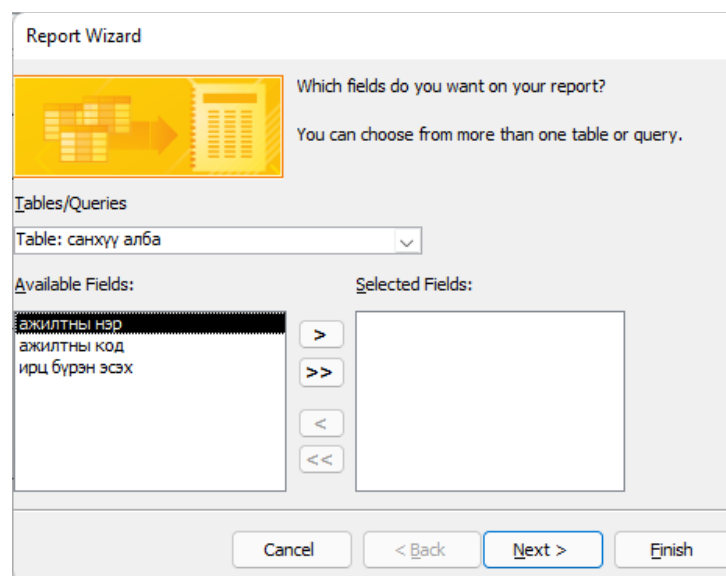 Report Wizard
Which fields do you want on your report?
You can choose from more than one table or query.
Tables/Queries
Table: санхүү алба
Available Fields:
Selected Fields:
ажилтны нэр
ажилтны код
ирц бүрэн эсэх
>
>>
<
<<
Cancel
< Back
Next >
Finish